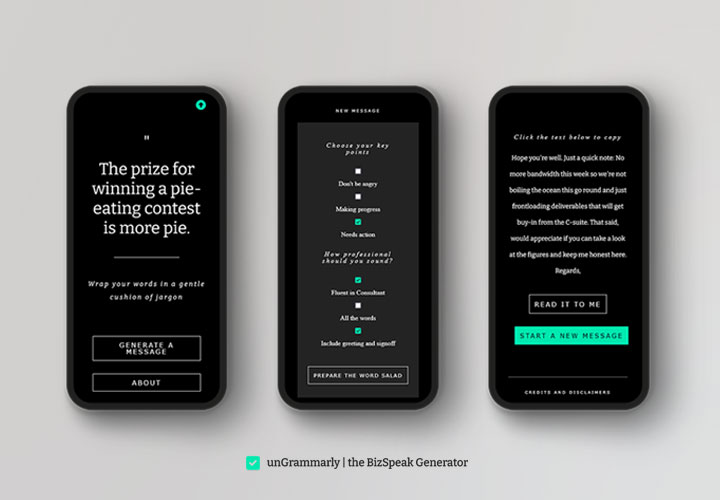 "
The prize for
winning a pie-
eating contest
is more pie.
Wrap your words in a gentle
cushion of jargon
GENERATE A
MESSAGE
ABOUT
NEW MESSAGE
Choose your key
points
Don't be angry
Making progress
Needs action
How professional
should you sound?
Fluent in Consultant
All the words
Include greeting and signoff
PREPARE THE WORD SALAD
Click the text below to copy
Hope you're well. Just a quick note: No
more bandwidth this week so we're not
boiling the ocean this go round and just
frontloading deliverables that will get
buy-in from the C-suite. That said,
would appreciate if you can take a look
at the figures and keep me honest here.
Regards,
READ IT TO ME
START A NEW MESSAGE
CREDITS AND DISCLAIMERS
unGrammarly | the BizSpeak Generator